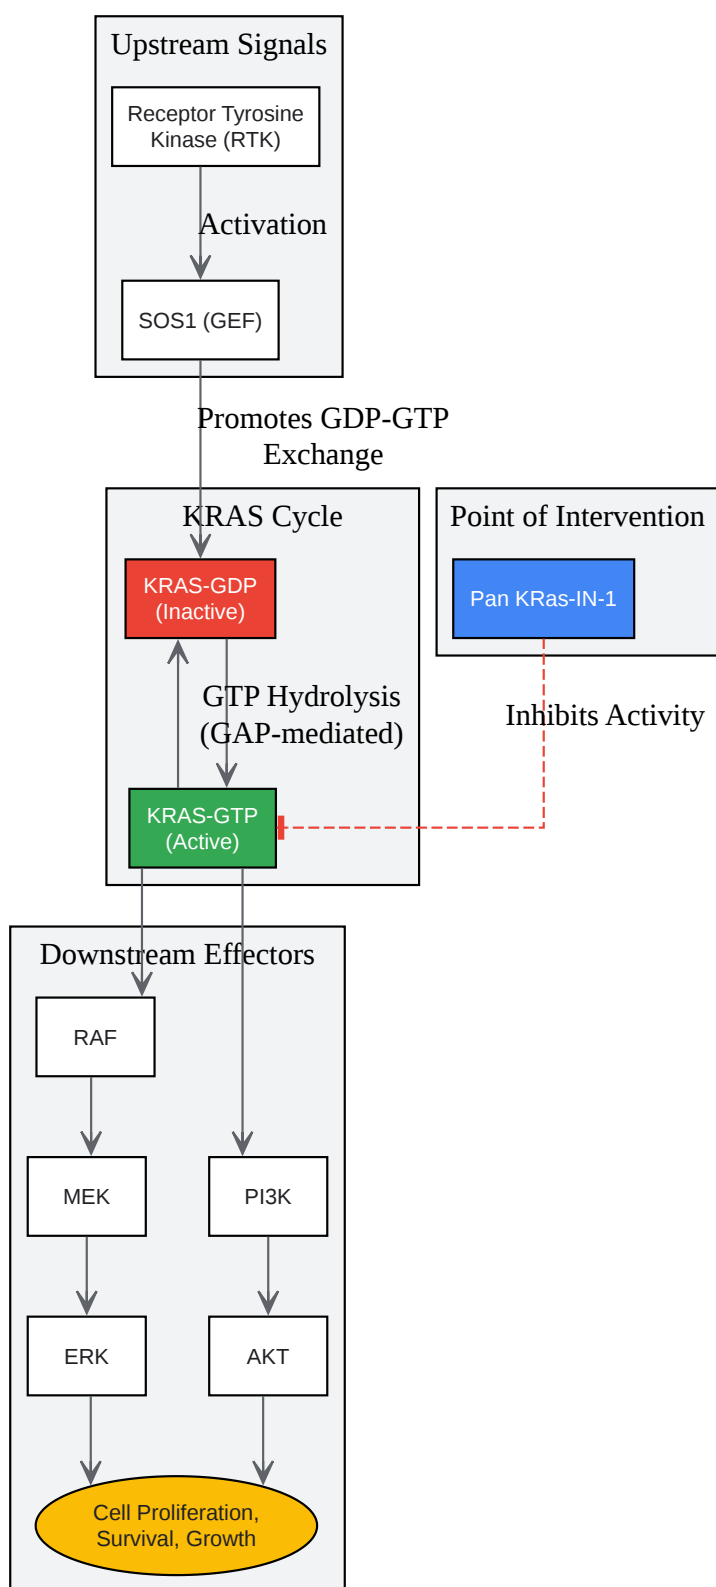 Upstream Signals
Receptor Tyrosine
Kinase (RTK)
Activation
SOS1 (GEF)
Promotes GDP-GTP
Exchange
KRAS Cycle
Point of Intervention
KRAS-GDP
(Inactive)
Pan KRas-IN-1
GTP Hydrolysis
(GAP-mediated)
Inhibits Activity
KRAS-GTP
(Active)
Downstream Effectors
RAF
MEK
PI3K
ERK
AKT
Cell Proliferation,
Survival, Growth